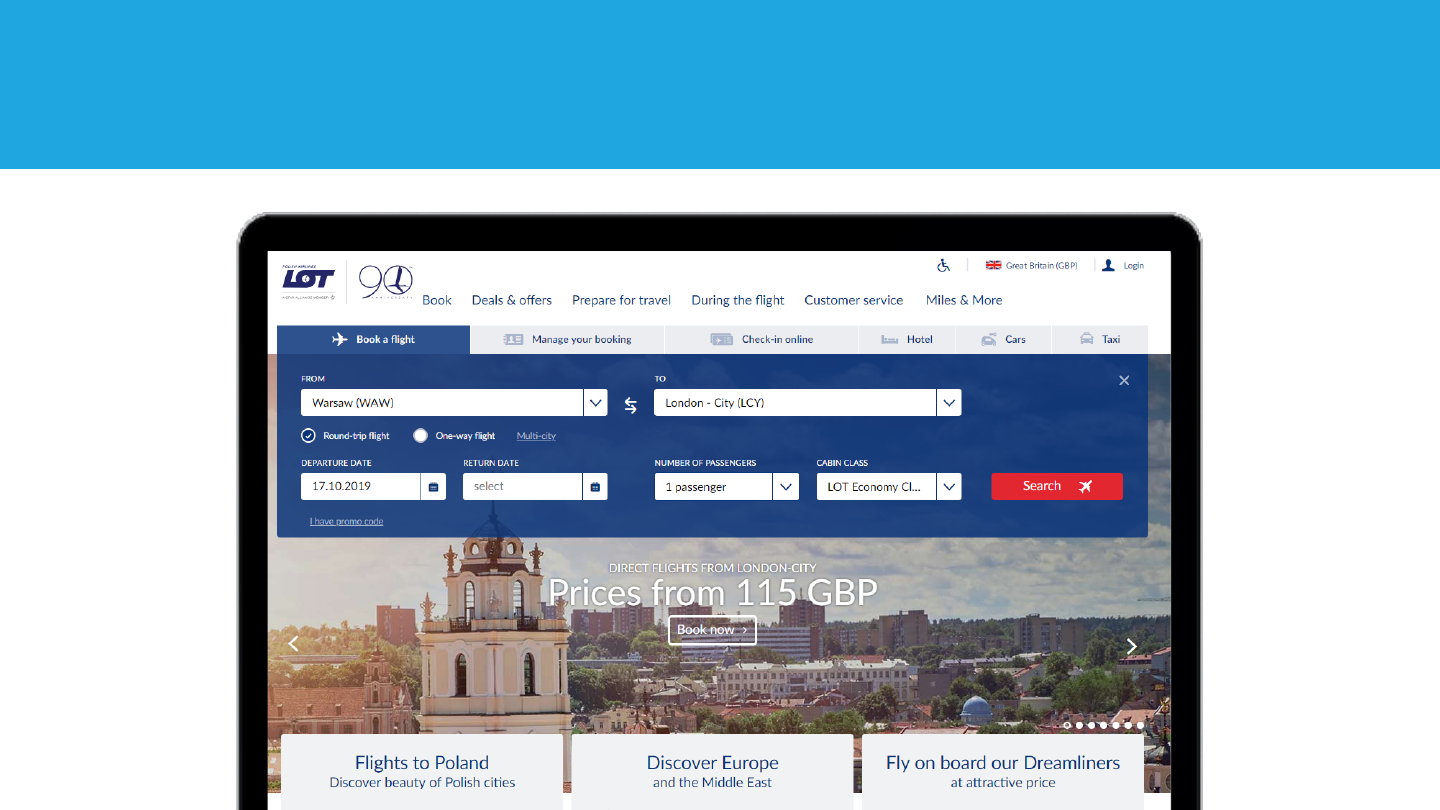 POLISH AIRLINES
LOT
A STAR ALLIANCE MEMBER
90
ANNIVERSARY
Great Britain (GBP)
Login
Book
Deals & offers
Prepare for travel
During the flight
Customer service
Miles & More
Book a flight
Manage your booking
Check-in online
Hotel
Cars
Taxi
FROM
TO
Warsaw (WAW)
London - City (LCY)
Round-trip flight
One-way flight
Multi-city
DEPARTURE DATE
RETURN DATE
NUMBER OF PASSENGERS
CABIN CLASS
17.10.2019
select
1 passenger
LOT Economy Cl...
Search
I have promo code
DIRECT FLIGHTS FROM LONDON-CITY
Prices from 115 GBP
Book now
Flights to Poland
Discover beauty of Polish cities
Discover Europe
and the Middle East
Fly on board our Dreamliners
at attractive price